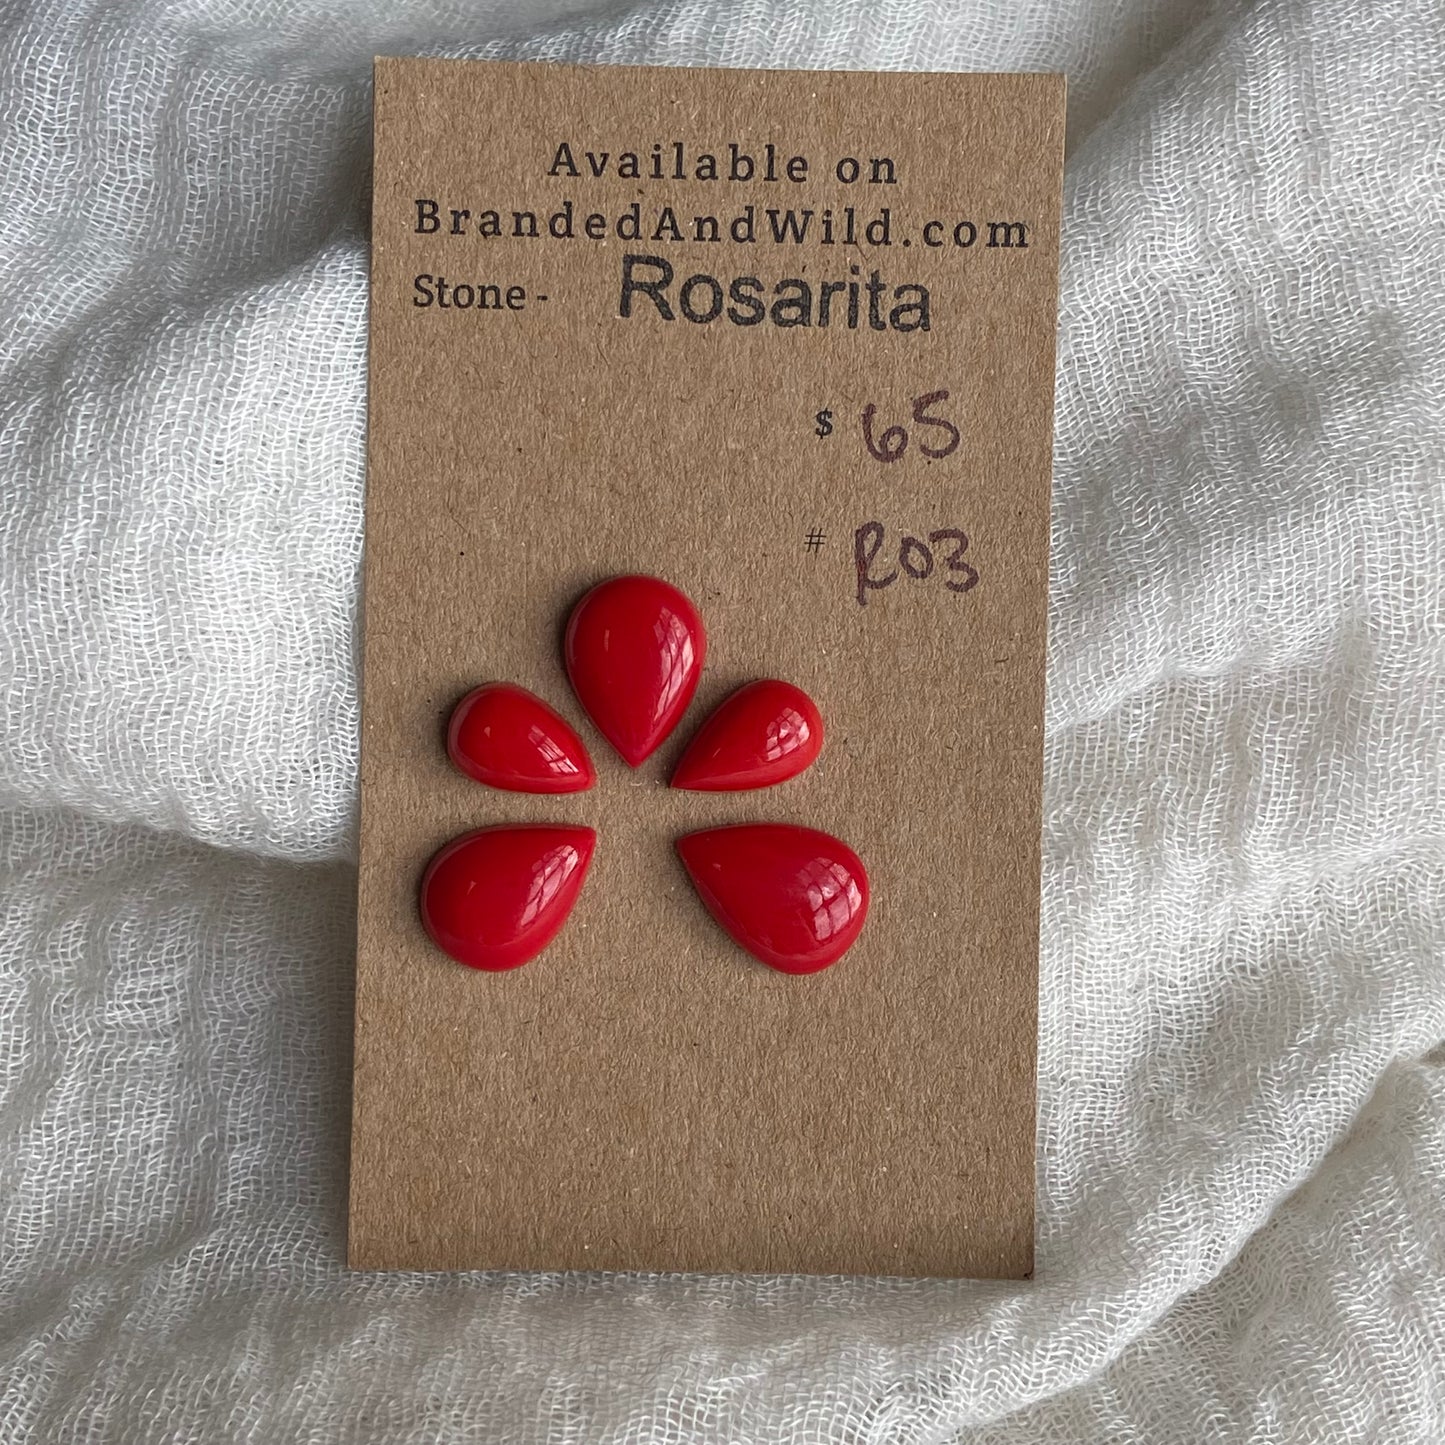 Available on
BrandedAndWild.com
Stone - Rosarita
$ 65
# R03